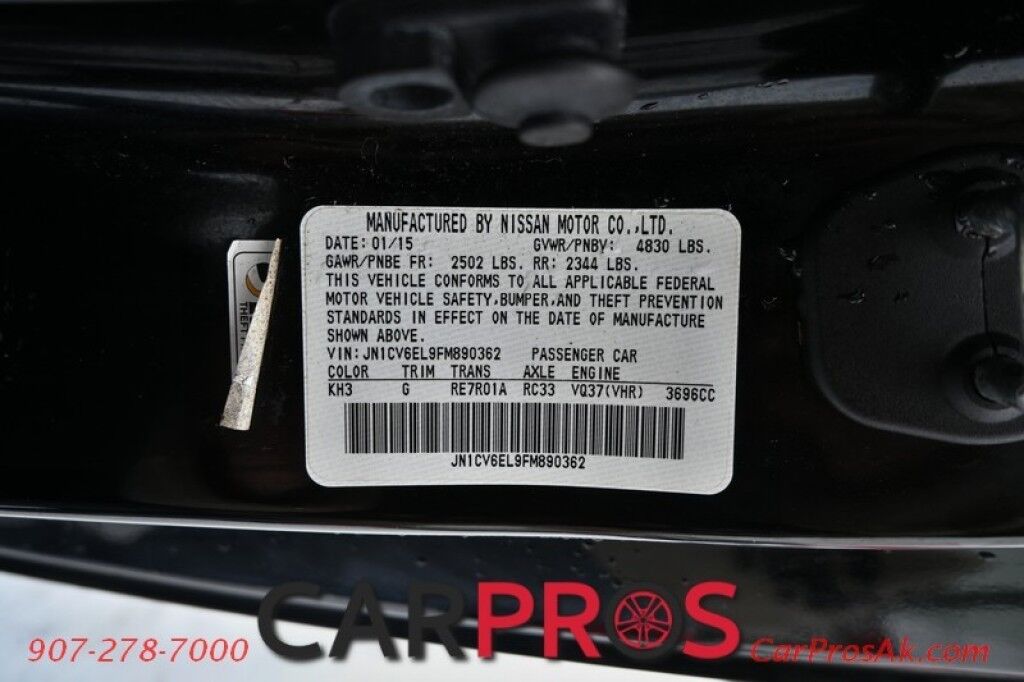 MANUFACTURED BY NISSAN MOTOR CO.,LTD.
DATE: 01/15 GVWR/PNBV: 4830 LBS.
GAWR/PNBE FR: 2502 LBS. RR: 2344 LBS.
THIS VEHICLE CONFORMS TO ALL APPLICABLE FEDERAL
MOTOR VEHICLE SAFETY,BUMPER,AND THEFT PREVENTION
STANDARDS IN EFFECT ON THE DATE OF MANUFACTURE
SHOWN ABOVE.
VIN: JN1CV6EL9FM890362 PASSENGER CAR
COLOR TRIM TRANS AXLE ENGINE
KH3 G RE7R01A RC33 VQ37(VHR) 3696CC
JN1CV6EL9FM890362
THEFT
CARPROS
907-278-7000
CarProsAk.com